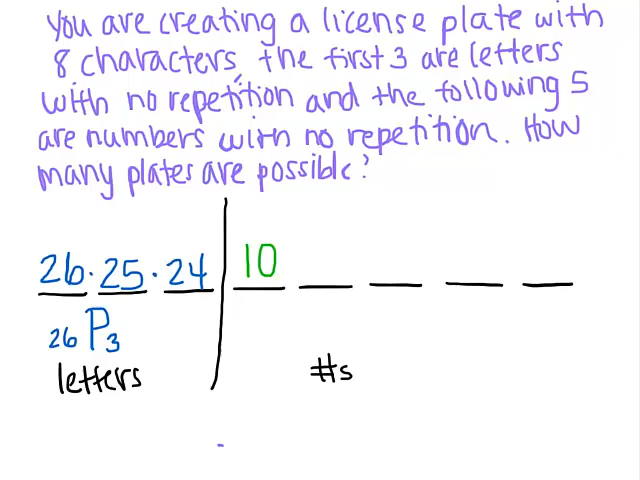 You are creating a license plate with
8 characters, the first 3 are letters
with no repetition and the following 5
are numbers with no repetition. How
many plates are possible?
26 · 25 · 24 10
26P3
letters #s